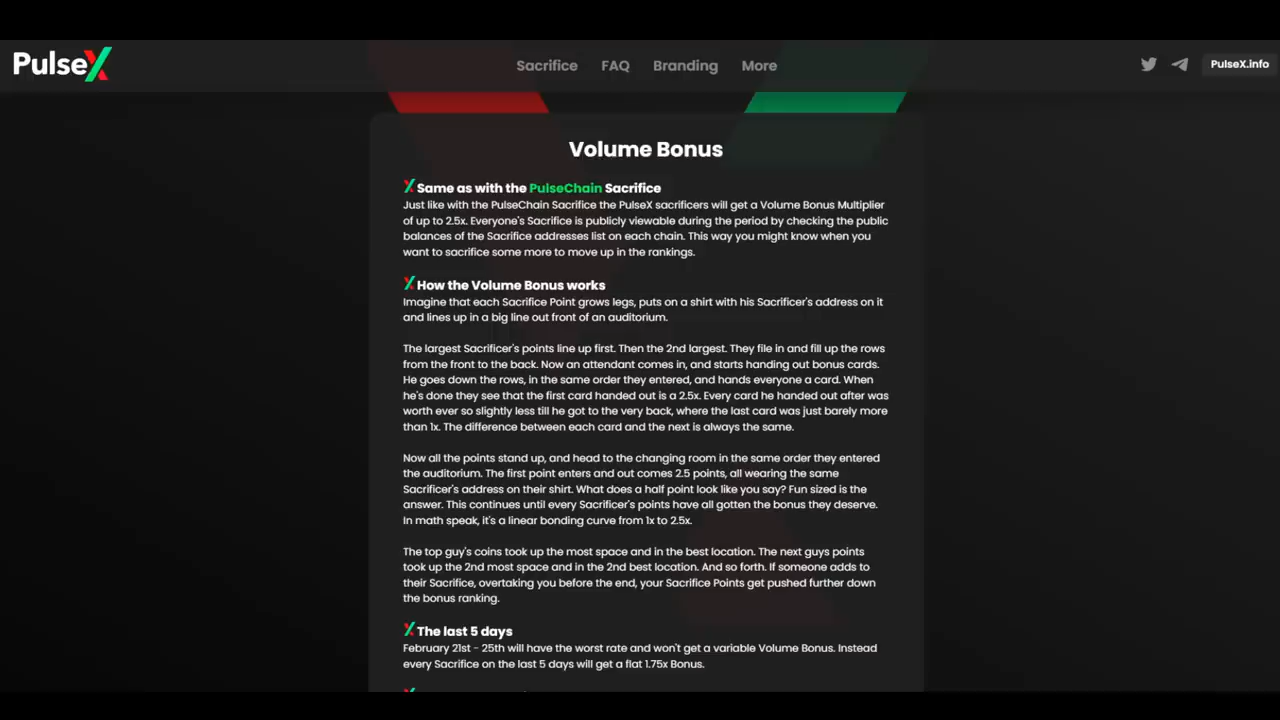 PulseX
Sacrifice FAQ Branding More
PulseX.info
Volume Bonus
Same as with the PulseChain Sacrifice
Just like with the PulseChain Sacrifice the PulseX sacrificers will get a Volume Bonus Multiplier
of up to 2.5x. Everyone's Sacrifice is publicly viewable during the period by checking the public
balances of the Sacrifice addresses list on each chain. This way you might know when you
want to sacrifice some more to move up in the rankings.
How the Volume Bonus works
Imagine that each Sacrifice Point grows legs, puts on a shirt with his Sacrificer's address on it
and lines up in a big line out front of an auditorium.
The largest Sacrificer's points line up first. Then the 2nd largest. They file in and fill up the rows
from the front to the back. Now an attendant comes in, and starts handing out bonus cards.
He goes down the rows, in the same order they entered, and hands everyone a card. When
he's done they see that the first card handed out is a 2.5x. Every card he handed out after was
worth ever so slightly less till he got to the very back, where the last card was just barely more
than 1x. The difference between each card and the next is always the same.
Now all the points stand up, and head to the changing room in the same order they entered
the auditorium. The first point enters and out comes 2.5 points, all wearing the same
Sacrificer's address on their shirt. What does a half point look like you say? Fun sized is the
answer. This continues until every Sacrificer's points have all gotten the bonus they deserve.
In math speak, it's a linear bonding curve from 1x to 2.5x.
The top guy's coins took up the most space and in the best location. The next guys points
took up the 2nd most space and in the 2nd best location. And so forth. If someone adds to
their Sacrifice, overtaking you before the end, your Sacrifice Points get pushed further down
the bonus ranking.
The last 5 days
February 21st - 25th will have the worst rate and won't get a variable Volume Bonus. Instead
every Sacrifice on the last 5 days will get a flat 1.75x Bonus.